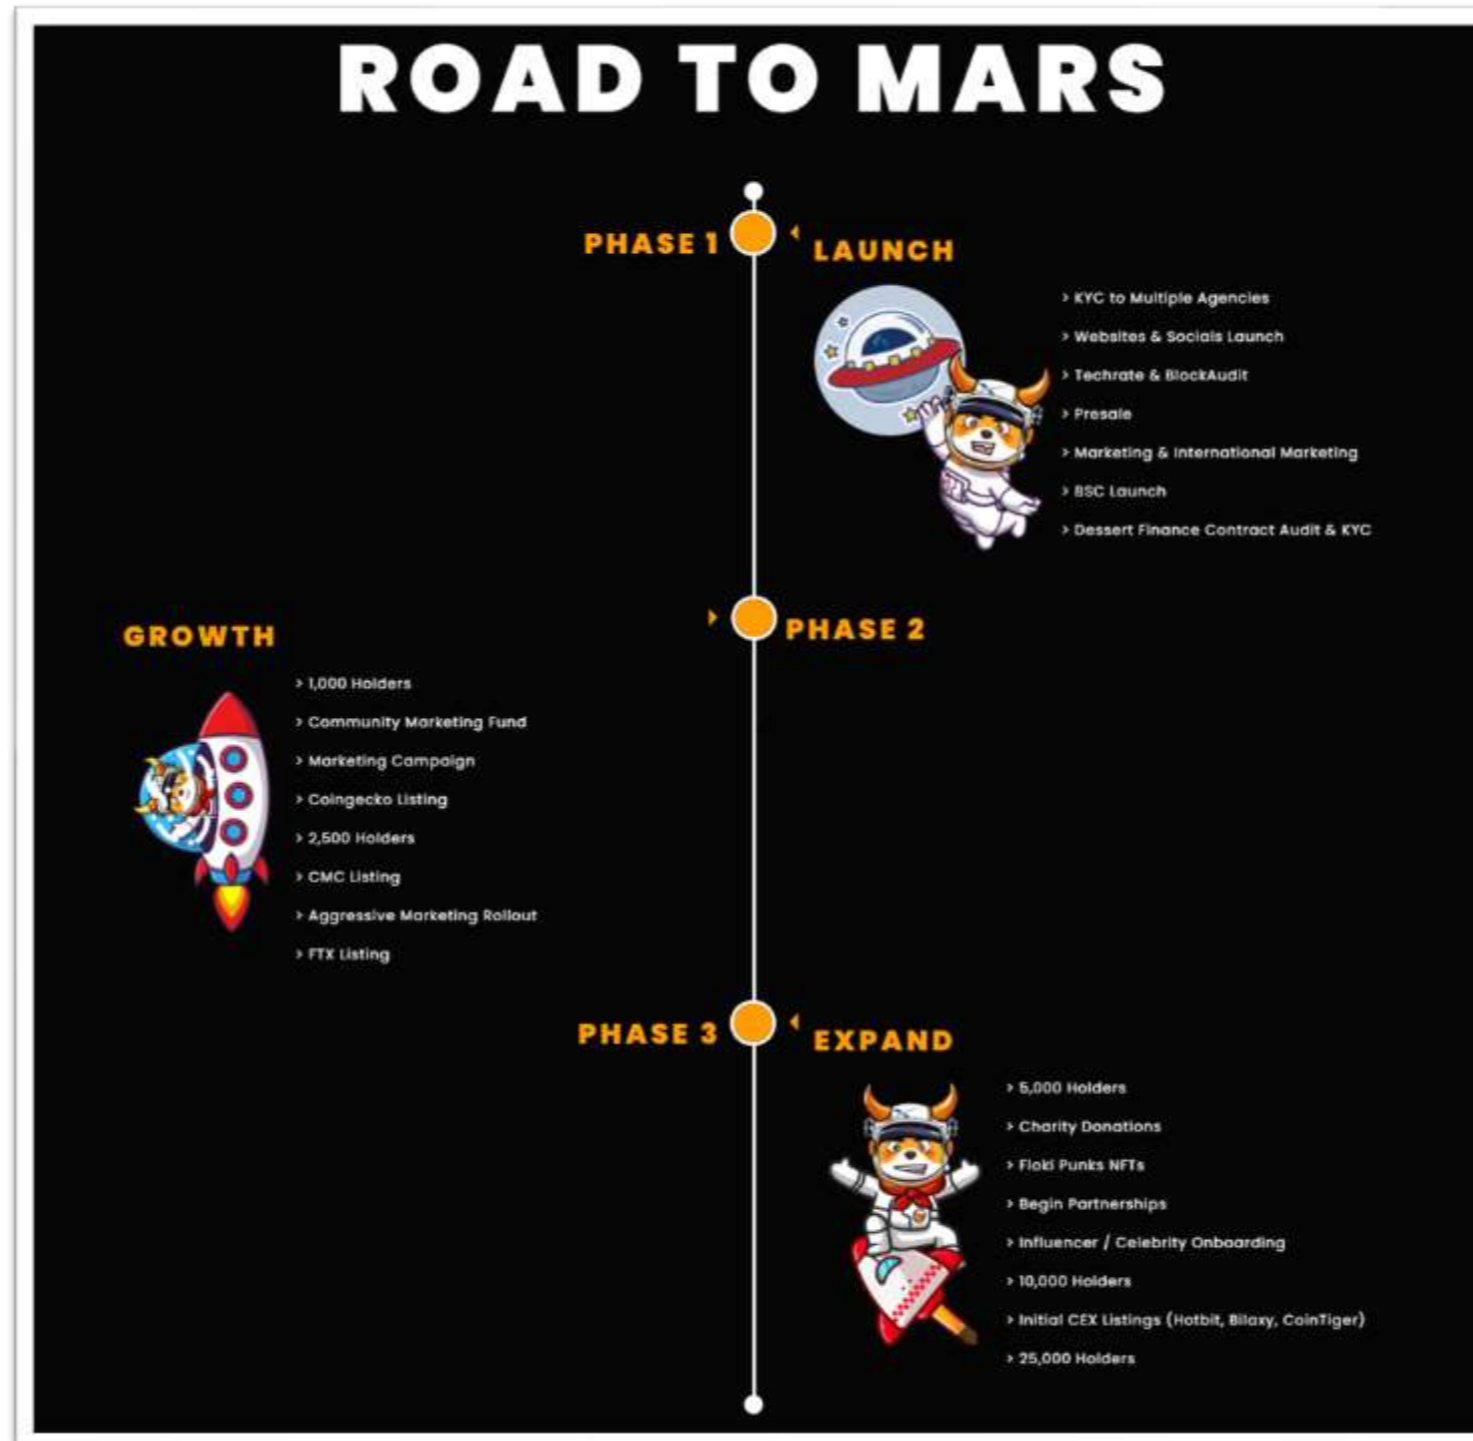 ROAD TO MARS
PHASE 1
LAUNCH
> KYC to Multiple Agencies
> Websites & Socials Launch
> Techrate & BlockAudit
> Presale
> Marketing & International Marketing
> BSC Launch
> Dessert Finance Contract Audit & KYC
PHASE 2
GROWTH
> 1,000 Holders
> Community Marketing Fund
> Marketing Campaign
> Coingecko Listing
> 2,500 Holders
> CMC Listing
> Aggressive Marketing Rollout
> FTX Listing
PHASE 3
EXPAND
> 5,000 Holders
> Charity Donations
> Floki Punks NFTs
> Begin Partnerships
> Influencer / Celebrity Onboarding
> 10,000 Holders
> Initial CEX Listings (Hotbit, Bilaxy, CoinTiger)
> 25,000 Holders